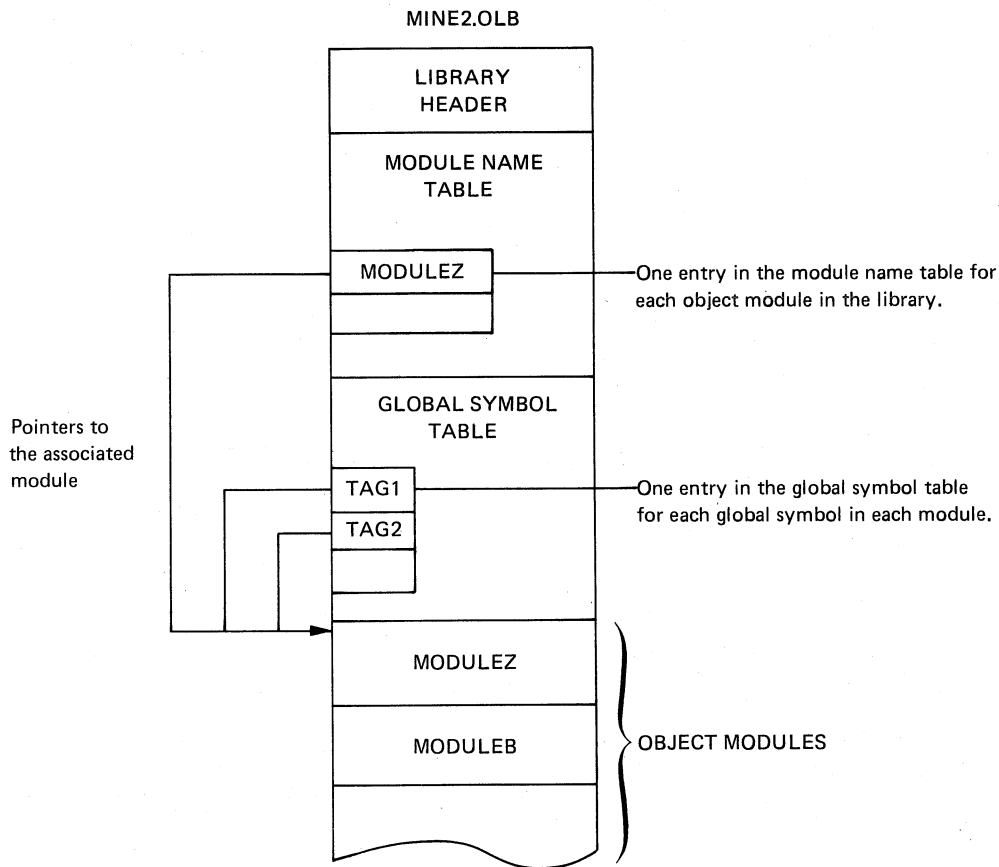 MINE2.OLB
LIBRARY
HEADER
MODULE NAME
TABLE
MODULEZ
One entry in the module name table for
each object module in the library.
GLOBAL SYMBOL
TABLE
Pointers to
the associated
module
TAG1
One entry in the global symbol table
for each global symbol in each module.
TAG2
MODULEZ
MODULEB
OBJECT MODULES